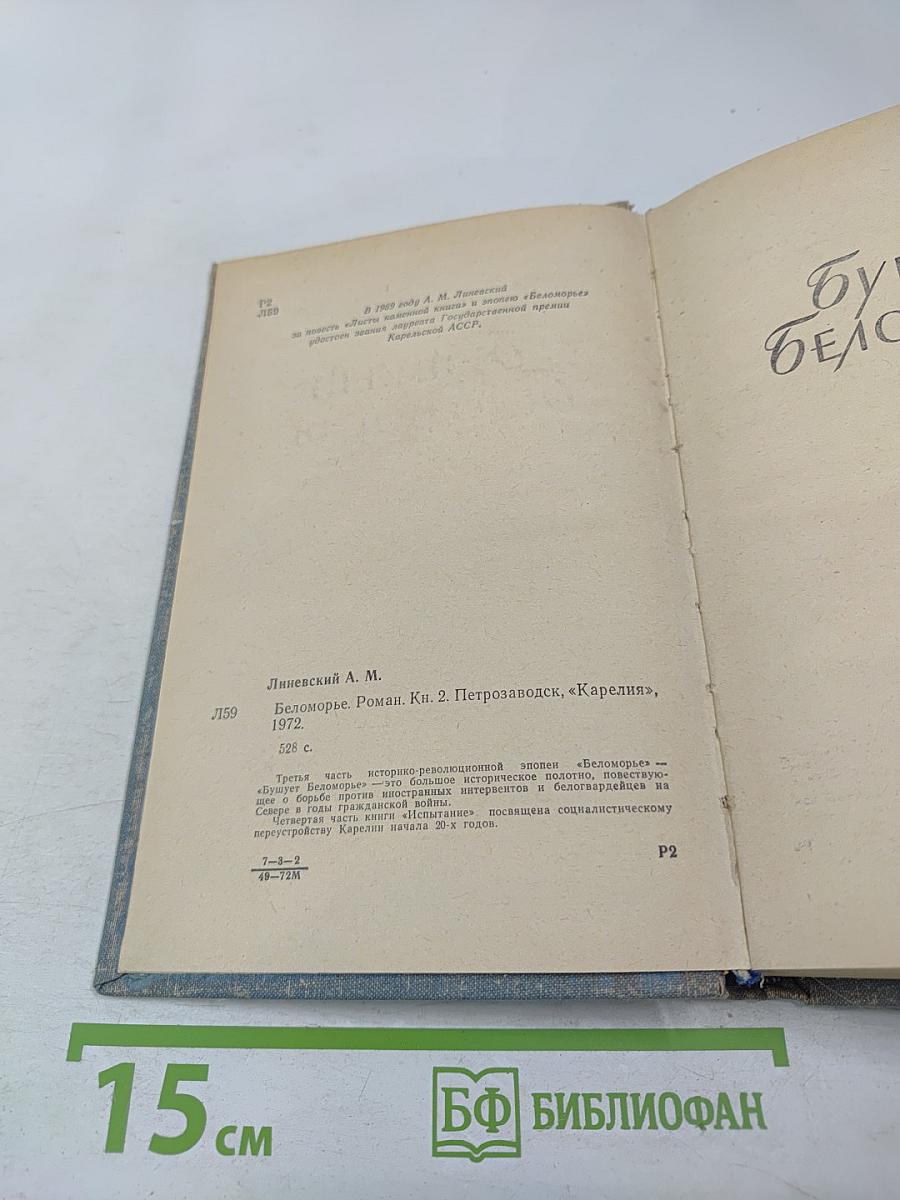 Р2
Л59
В 1969 году А. М. Линевский
за повесть «Листы каменной книги» и эпопею «Беломорье»
удостоен звания лауреата Государственной премии
Карельской АССР.
Линевский А. М.
Л59 Беломорье. Роман. Кн. 2. Петрозаводск, «Карелия»,
1972.
528 с.
Третья часть историко-революционной эпопеи «Беломорье» —
«Бушует Беломорье» — это большое историческое полотно, повествую-
щее о борьбе против иностранных интервентов и белогвардейцев на
Севере в годы гражданской войны.
Четвертая часть книги «Испытание» посвящена социалистическому
переустройству Карелии начала 20-х годов.
7—3—2
49—72М
Р2
Бу
БЕЛО
15 см
БФ БИБЛИОФАН